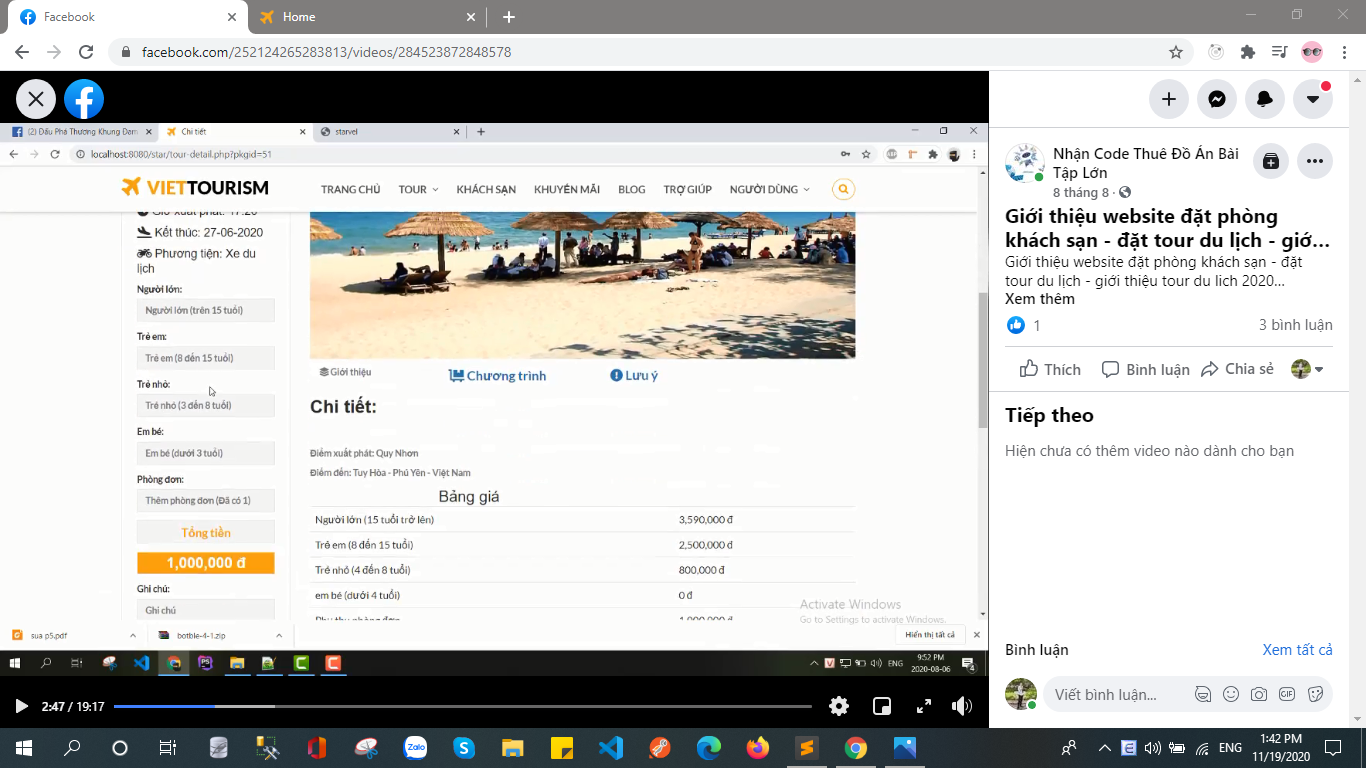 Facebook
Home
facebook.com/252124265283813/videos/284523872848578
(2) Đấu Phá Thương Khung Đam
Chi tiết
starvel
localhost:8080/star/tour-detail.php?pkgid=51
VIETTOURISM
TRANG CHỦ
TOUR
KHÁCH SẠN
KHUYẾN MÃI
BLOG
TRỢ GIÚP
NGƯỜI DÙNG
Giờ xuất phát: 17:20
Kết thúc: 27-06-2020
Phương tiện: Xe du
lịch
Người lớn:
Người lớn (trên 15 tuổi)
Trẻ em:
Trẻ em (8 đến 15 tuổi)
Trẻ nhỏ:
Trẻ nhỏ (3 đến 8 tuổi)
Em bé:
Em bé (dưới 3 tuổi)
Phòng đơn:
Thêm phòng đơn (Đã có 1)
Tổng tiền
1,000,000 đ
Ghi chú:
Ghi chú
Giới thiệu
Chương trình
Lưu ý
Chi tiết:
Điểm xuất phát: Quy Nhơn
Điểm đến: Tuy Hòa - Phú Yên - Việt Nam
Bảng giá
Người lớn (15 tuổi trở lên) 3,590,000 đ
Trẻ em (8 đến 15 tuổi) 2,500,000 đ
Trẻ nhỏ (4 đến 8 tuổi) 800,000 đ
em bé (dưới 4 tuổi) 0 đ
Phụ thu phòng đơn 1,000,000 đ
Activate Windows
Go to Settings to activate Windows.
sua p5.pdf
botble-4-1.zip
Hiển thị tất cả
ENG
9:52 PM
2020-08-06
2:47 / 19:17
Nhận Code Thuê Đồ Án Bài
Tập Lớn
8 tháng 8 ·
Giới thiệu website đặt phòng
khách sạn - đặt tour du lịch - giớ...
Giới thiệu website đặt phòng khách sạn - đặt
tour du lịch - giới thiệu tour du lich 2020...
Xem thêm
1
3 bình luận
Thích
Bình luận
Chia sẻ
Tiếp theo
Hiện chưa có thêm video nào dành cho bạn
Bình luận
Xem tất cả
Viết bình luận...
GIF
Zalo
ENG
1:42 PM
11/19/2020